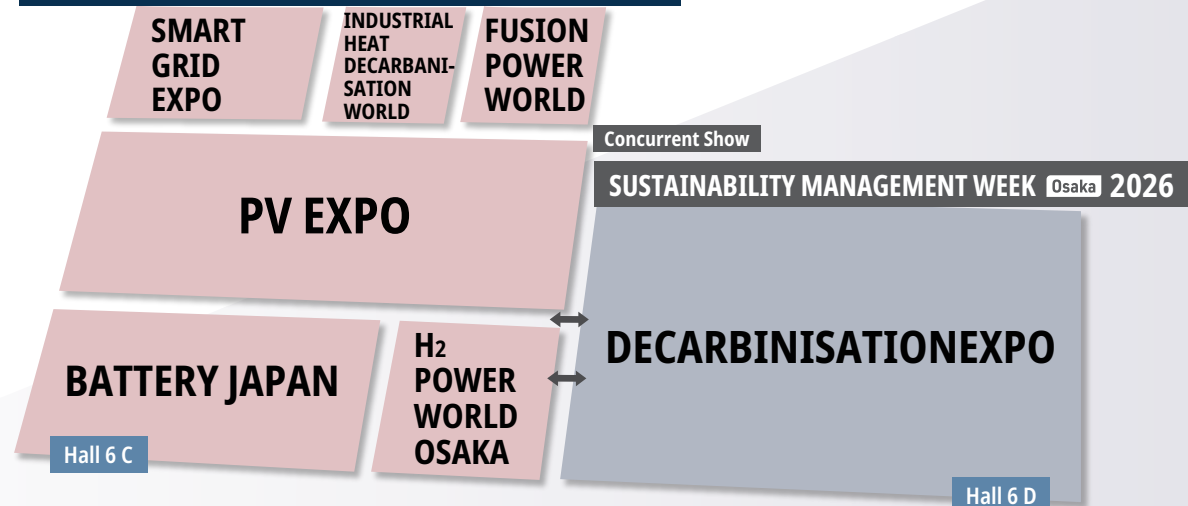 SMART
GRID
EXPO
INDUSTRIAL
HEAT
DECARBANI-
SATION
WORLD
FUSION
POWER
WORLD
Concurrent Show
SUSTAINABILITY MANAGEMENT WEEK Osaka 2026
PV EXPO
DECARBINISATIONEXPO
BATTERY JAPAN
H2
POWER
WORLD
OSAKA
Hall 6 C
Hall 6 D